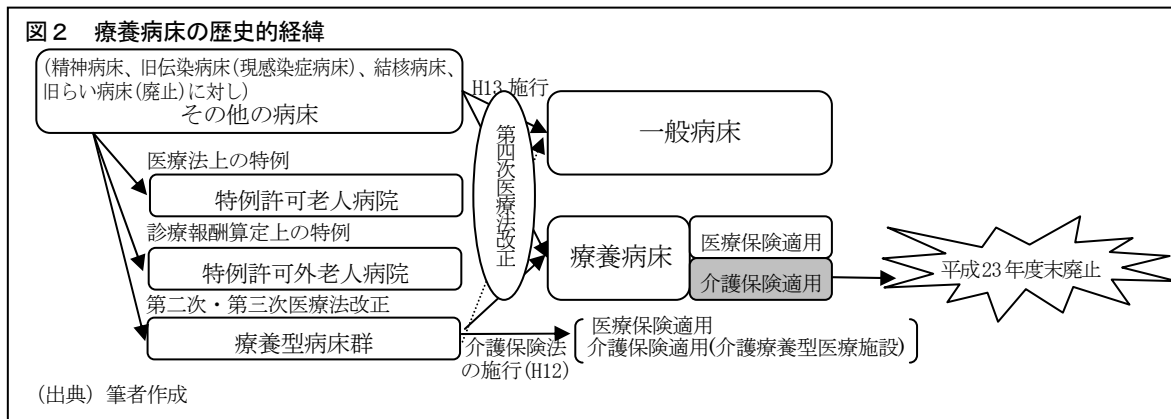 図２　療養病床の歴史的経緯
(精神病床、旧伝染病床(現感染症病床)、結核病床、
旧らい病床(廃止)に対し)
その他の病床
H13 施行
第四次医療法改正
一般病床
医療法上の特例
特例許可老人病院
診療報酬算定上の特例
特例許可外老人病院
療養病床
医療保険適用
介護保険適用
平成23年度末廃止
第二次・第三次医療法改正
療養型病床群
介護保険法
の施行(H12)
医療保険適用
介護保険適用(介護療養型医療施設)
（出典）筆者作成